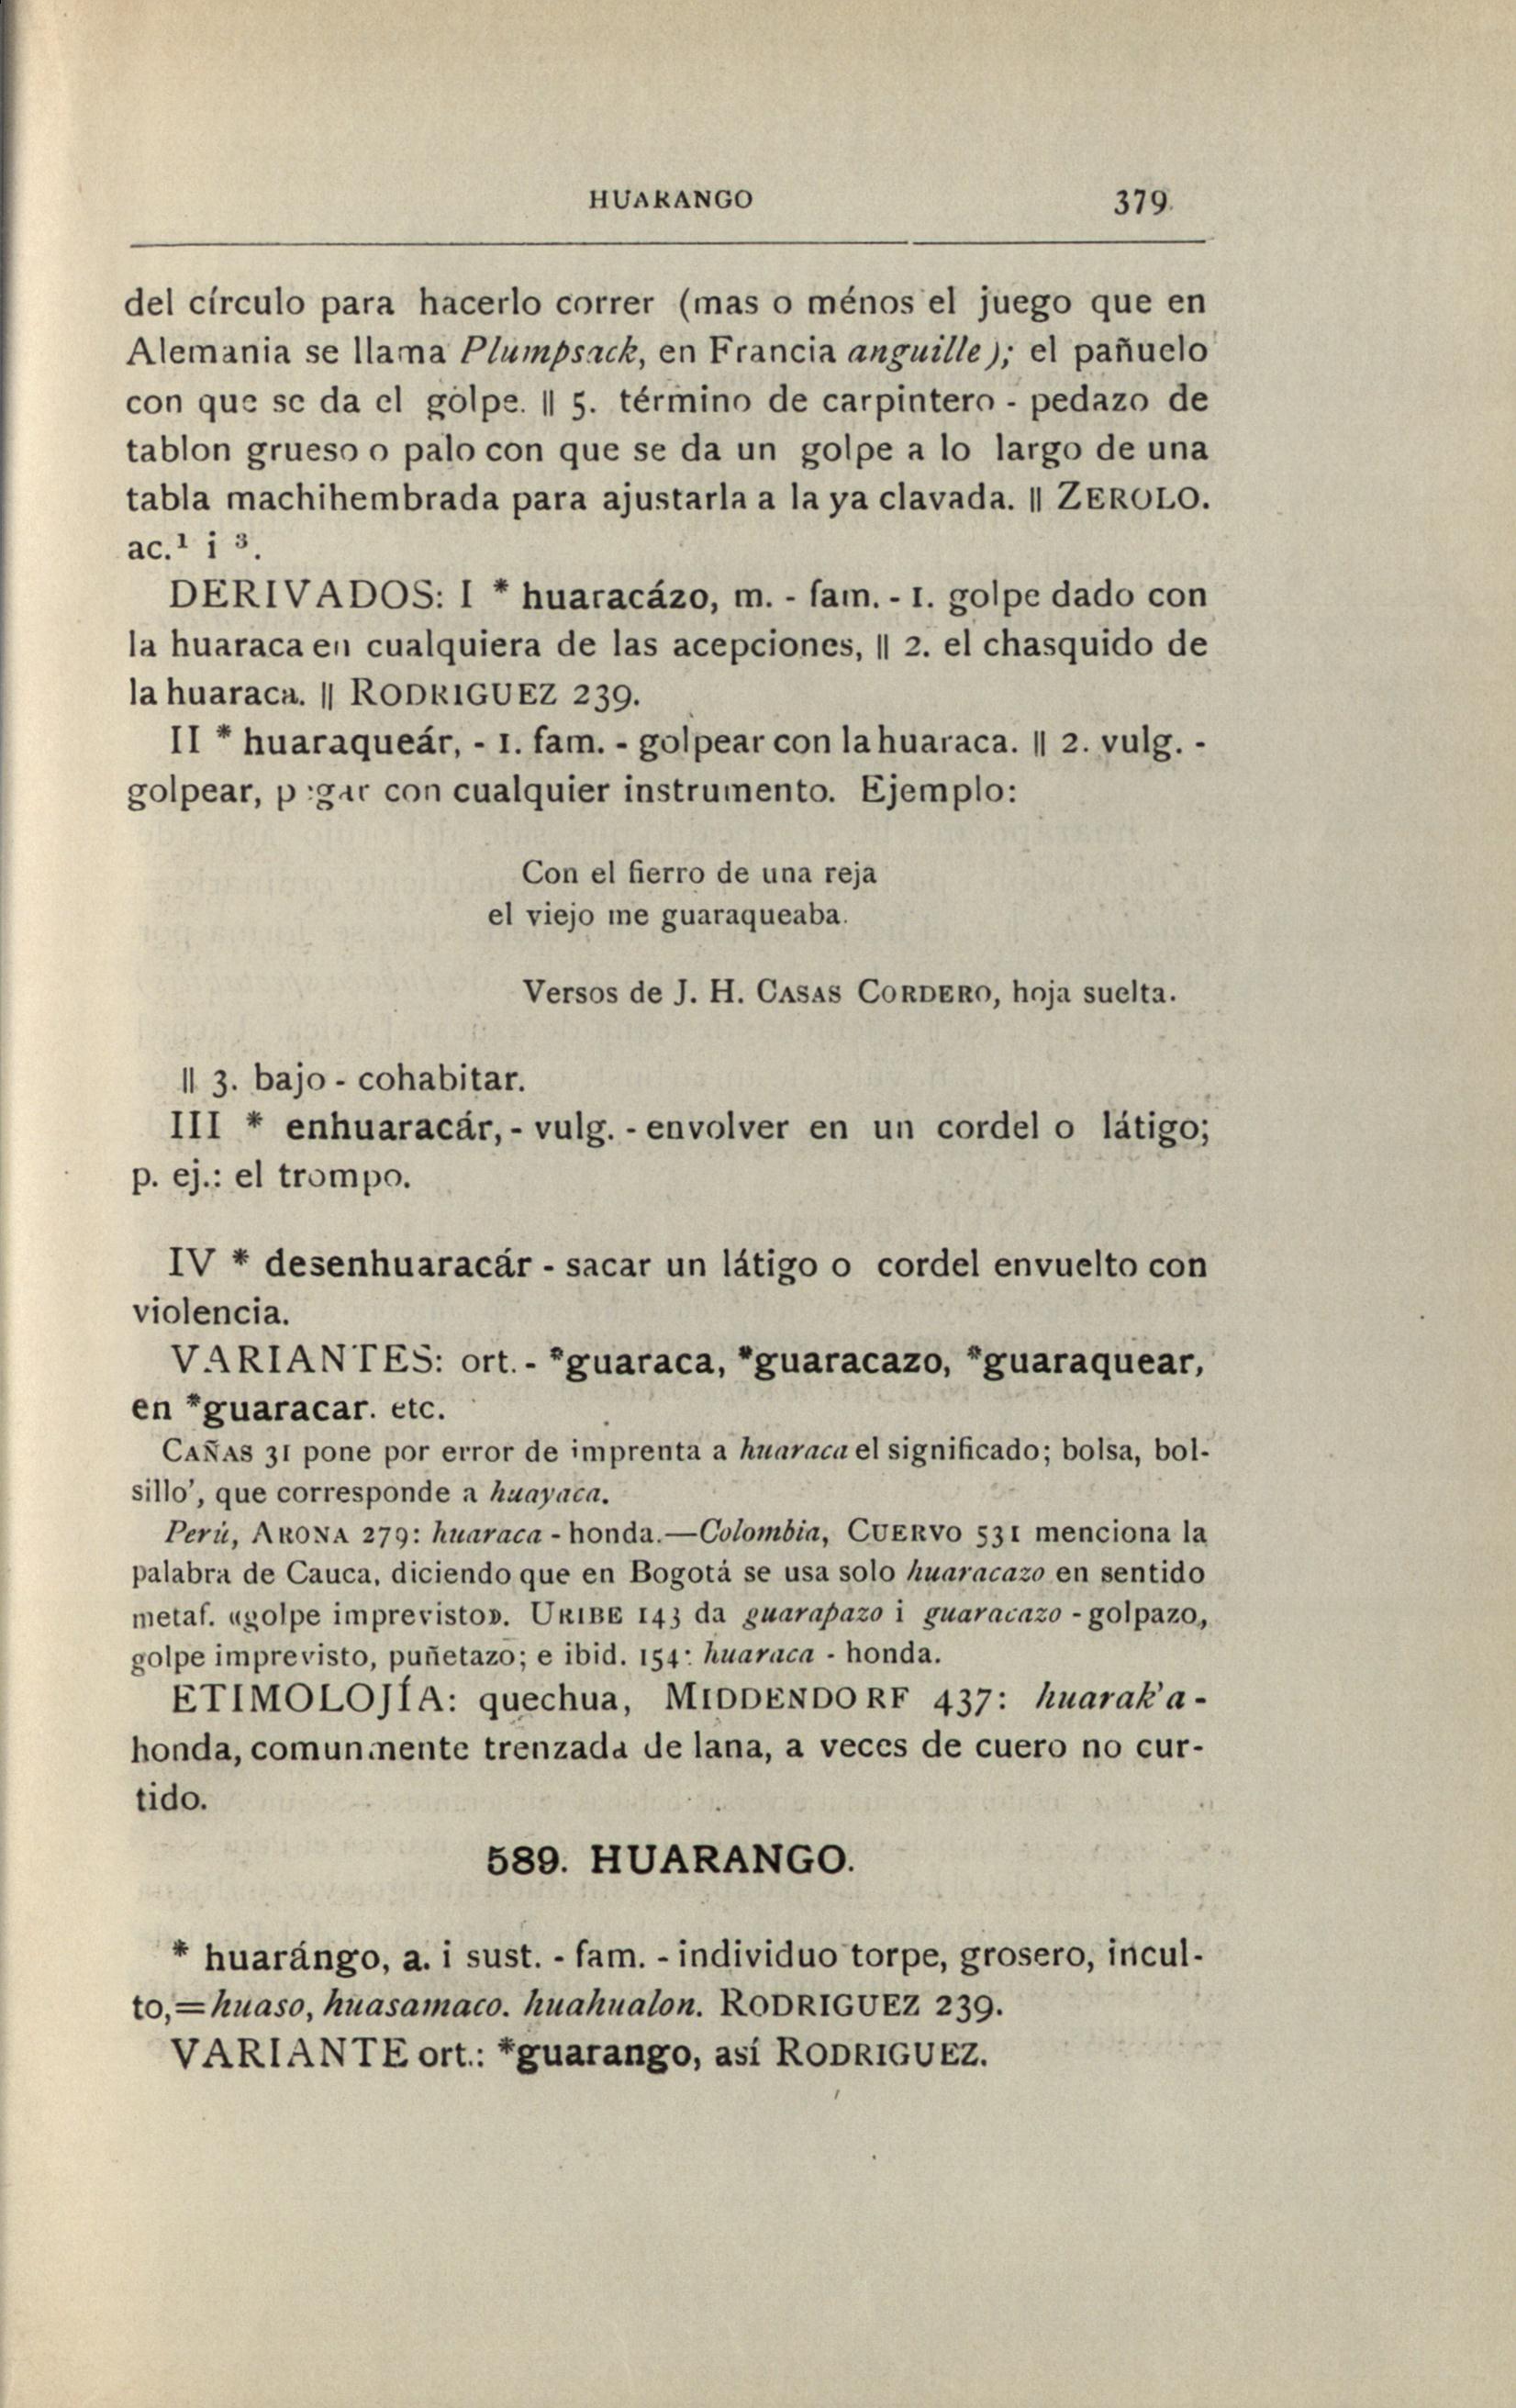 HUARANGO 379
del círculo para hacerlo correr (mas o ménos el juego que en
Alemania se llama Plumpsack, en Francia anguille); el pañuelo
con que se da el golpe. || 5. término de carpintero - pedazo de
tablon grueso o palo con que se da un golpe a lo largo de una
tabla machihembrada para ajustarla a la ya clavada. || ZEROLO.
ac.¹ i ³.
DERIVADOS: I * huaracázo, m. - fam. - 1. golpe dado con
la huaraca en cualquiera de las acepciones, || 2. el chasquido de
la huaraca. || RODRIGUEZ 239.
II * huaraqueár, - 1. fam. - golpear con la huaraca. || 2. vulg. -
golpear, pegar con cualquier instrumento. Ejemplo:
Con el fierro de una reja
el viejo me guaraqueaba.
Versos de J. H. CASAS CORDERO, hoja suelta.
|| 3. bajo - cohabitar.
III * enhuaracár, - vulg. - envolver en un cordel o látigo;
p. ej.: el trompo.
IV * desenhuaracár - sacar un látigo o cordel envuelto con
violencia.
VARIANTES: ort. - *guaraca, *guaracazo, *guaraquear,
en *guaracar. etc.
CAÑAS 31 pone por error de imprenta a huaraca el significado; bolsa, bol-
sillo', que corresponde a huayaca.
Perú, ARONA 279: huaraca - honda.—Colombia, CUERVO 531 menciona la
palabra de Cauca, diciendo que en Bogotá se usa solo huaracazo en sentido
metaf. «golpe imprevisto». URIBE 143 da guarapazo i guaracazo - golpazo,
golpe imprevisto, puñetazo; e ibid. 154: huaraca - honda.
ETIMOLOJÍA: quechua, MIDDENDORF 437: huarak'a -
honda, comunmente trenzada de lana, a veces de cuero no cur-
tido.
589. HUARANGO.
* huarángo, a. i sust. - fam. - individuo torpe, grosero, incul-
to,=huaso, huasamaco. huahualon. RODRIGUEZ 239.
VARIANTE ort.: *guarango, así RODRIGUEZ.